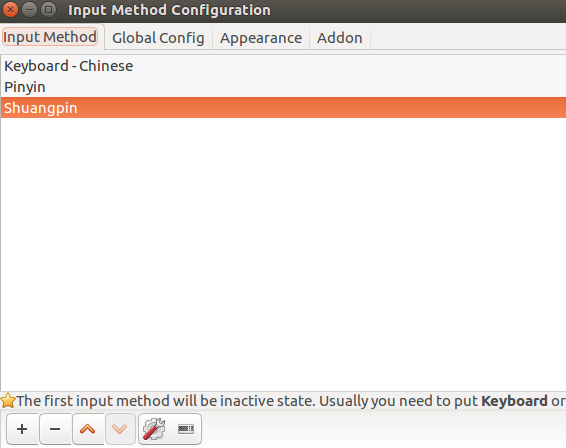 Input Method Configuration
Input Method Global Config Appearance Addon
Keyboard - Chinese
Pinyin
Shuangpin
The first input method will be inactive state. Usually you need to put Keyboard or